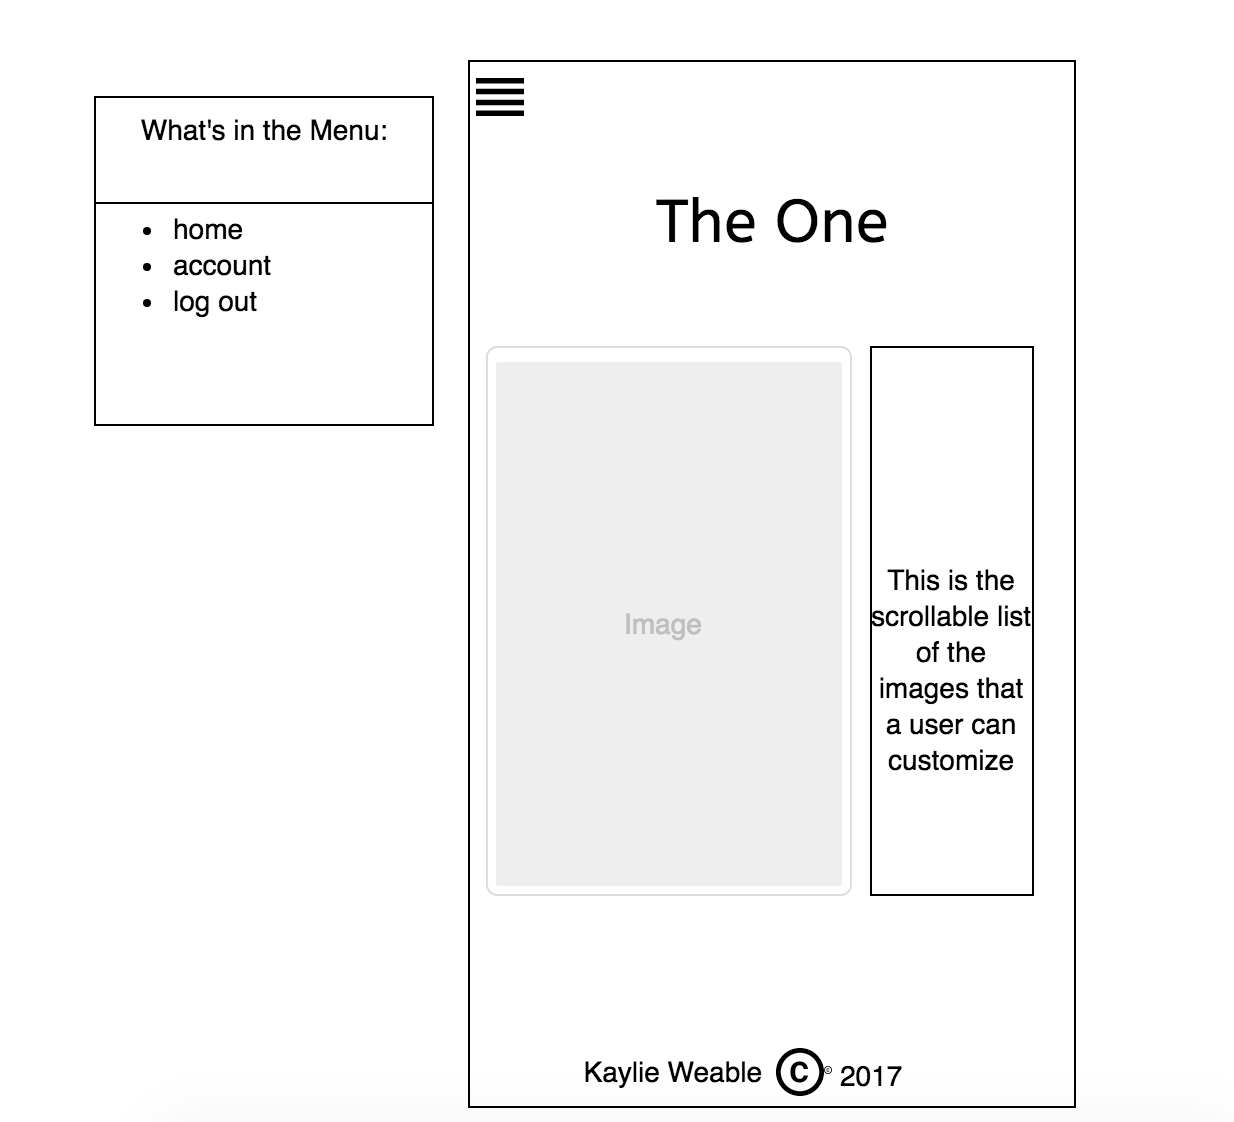 What's in the Menu:
• home
• account
• log out
The One
Image
This is the
scrollable list
of the
images that
a user can
customize
Kaylie Weable © © 2017